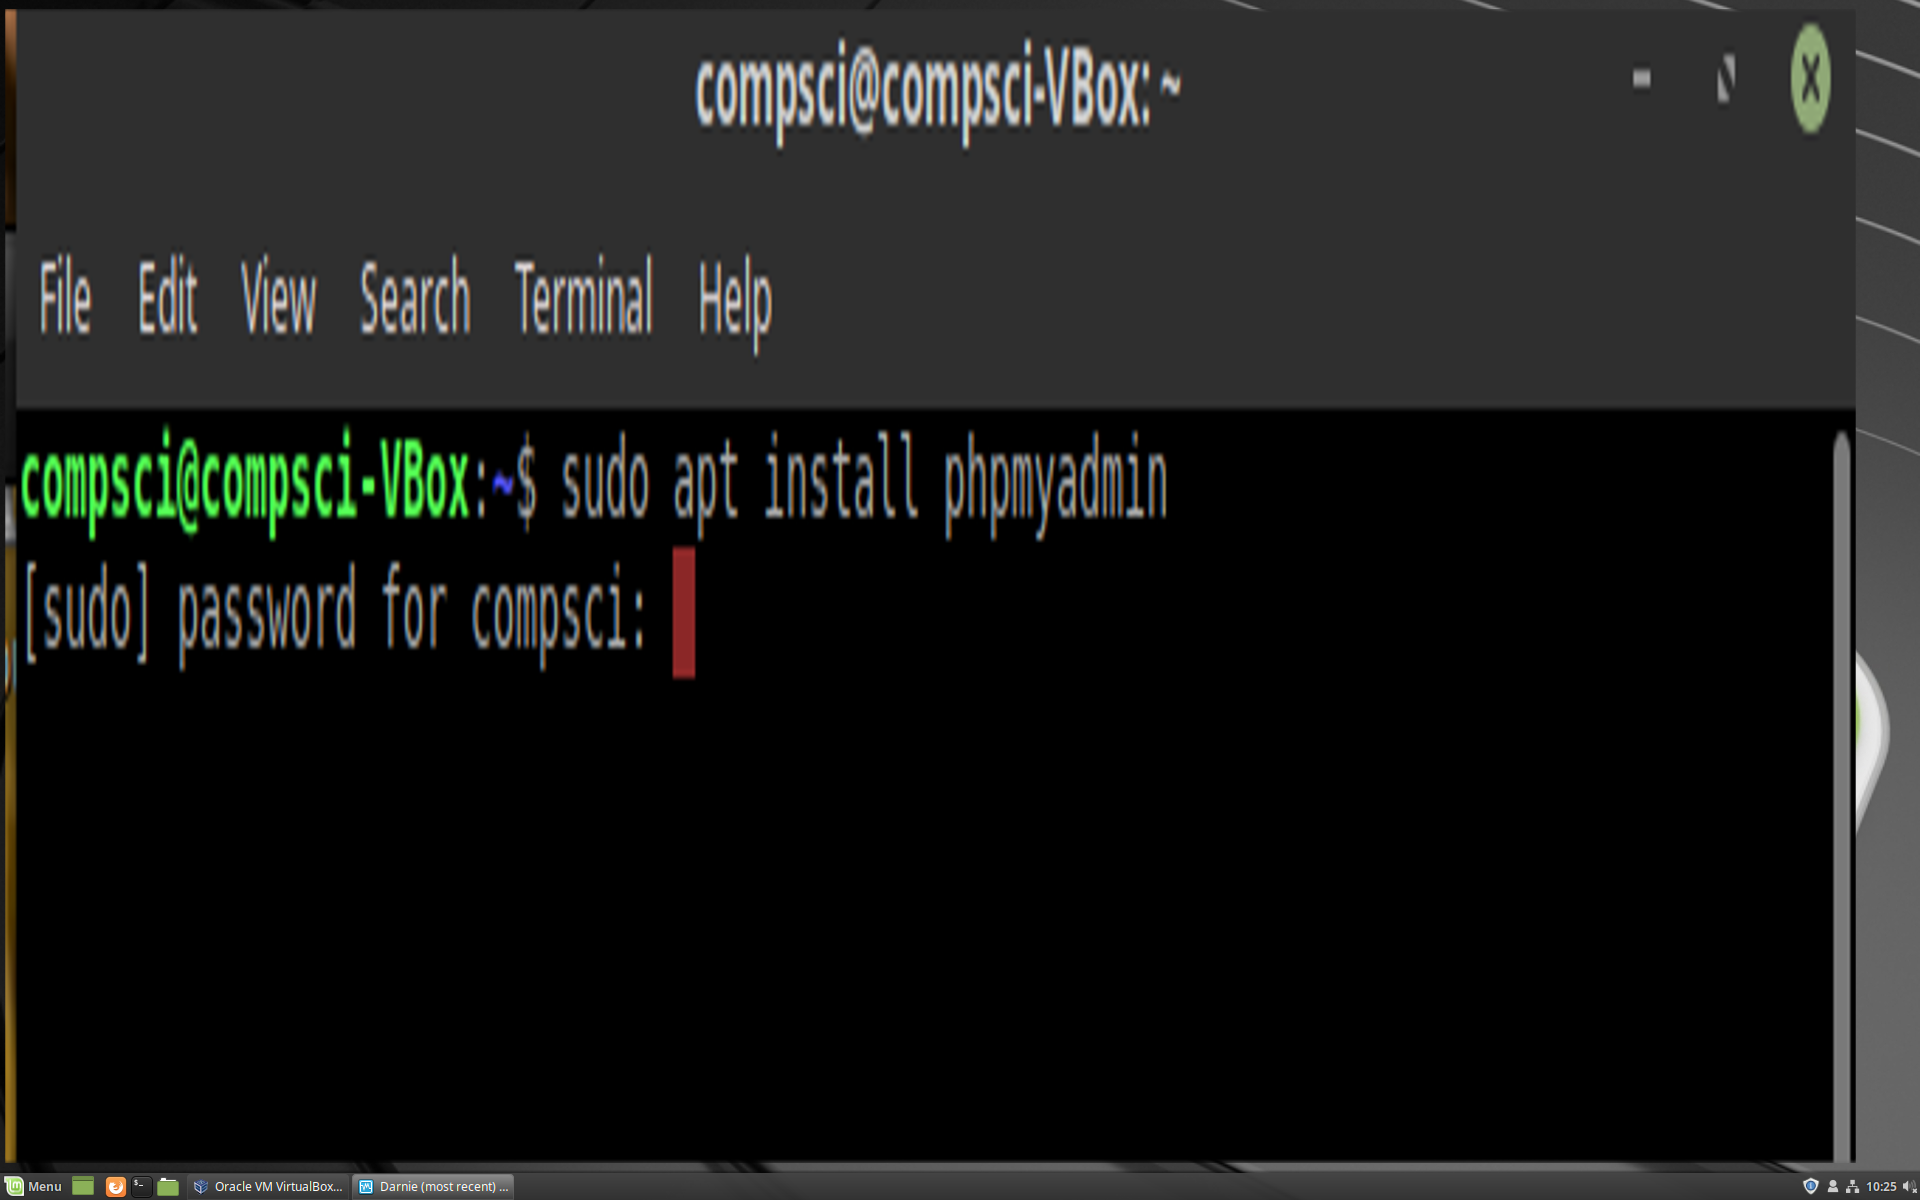 compsci@compsci-VBox: ~
File Edit View Search Terminal Help
compsci@compsci-VBox:~$ sudo apt install phpmyadmin
[sudo] password for compsci:
Menu
$-
Oracle VM VirtualBox...
Darnie (most recent) ...
10:25